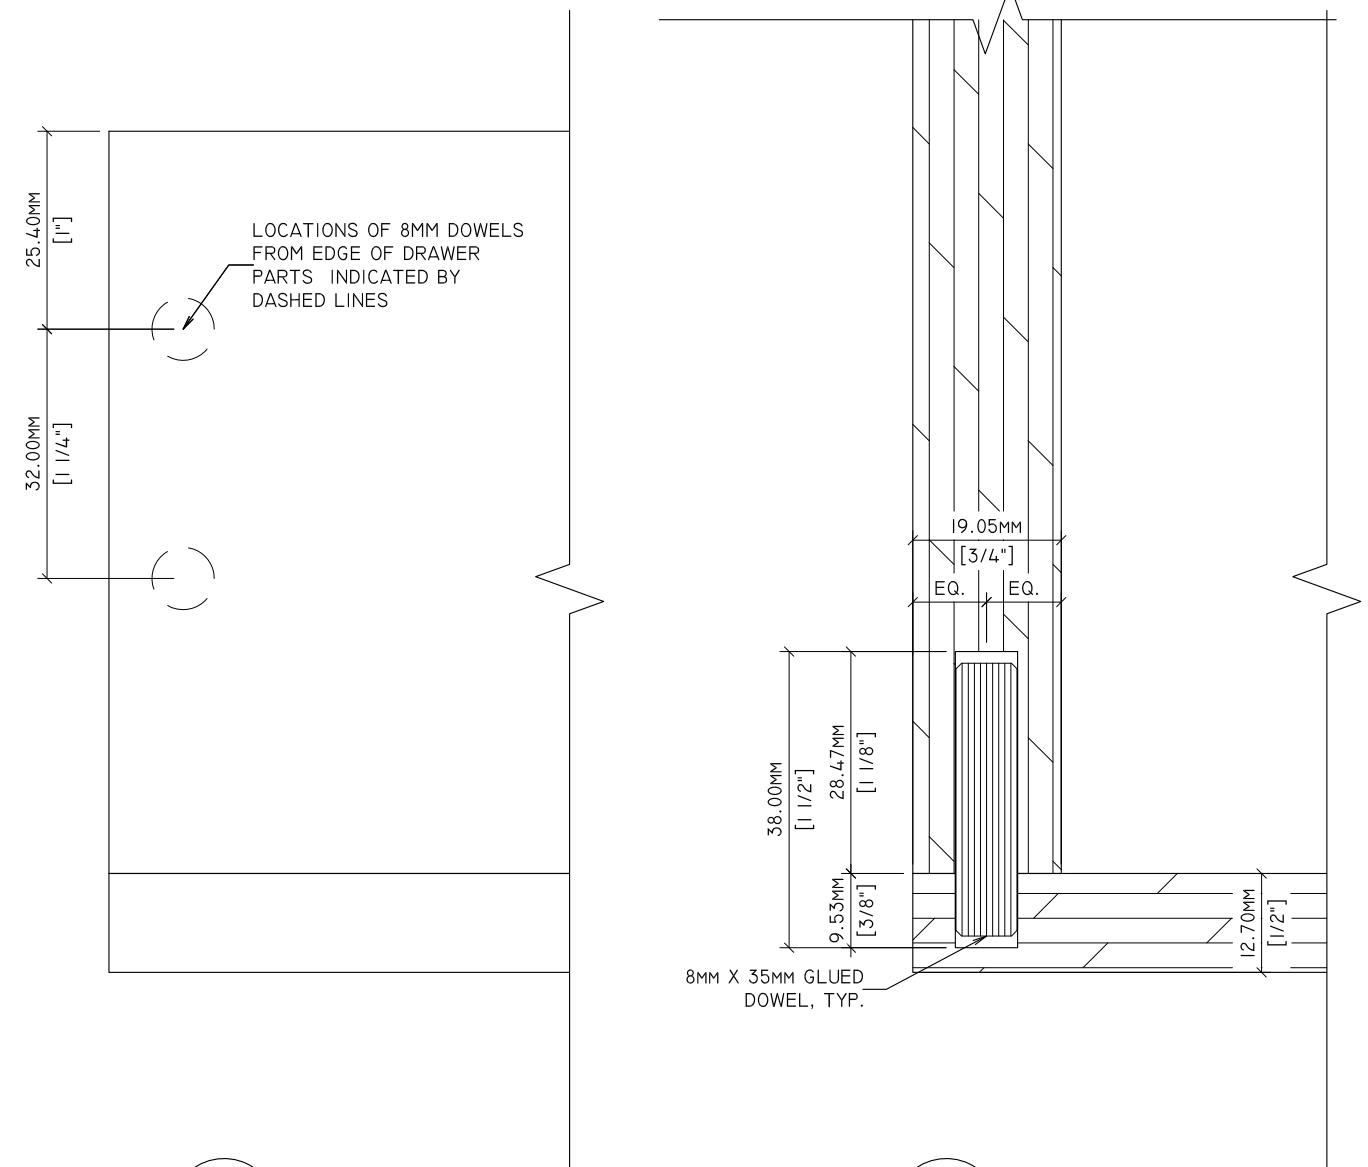 25.40MM
[1"]
LOCATIONS OF 8MM DOWELS
FROM EDGE OF DRAWER
PARTS  INDICATED BY
DASHED LINES
32.00MM
[1 1/4"]
19.05MM
[3/4"]
EQ.
EQ.
38.00MM
[1 1/2"]
28.47MM
[1 1/8"]
9.53MM
[3/8"]
12.70MM
[1/2"]
8MM X 35MM GLUED
DOWEL, TYP.